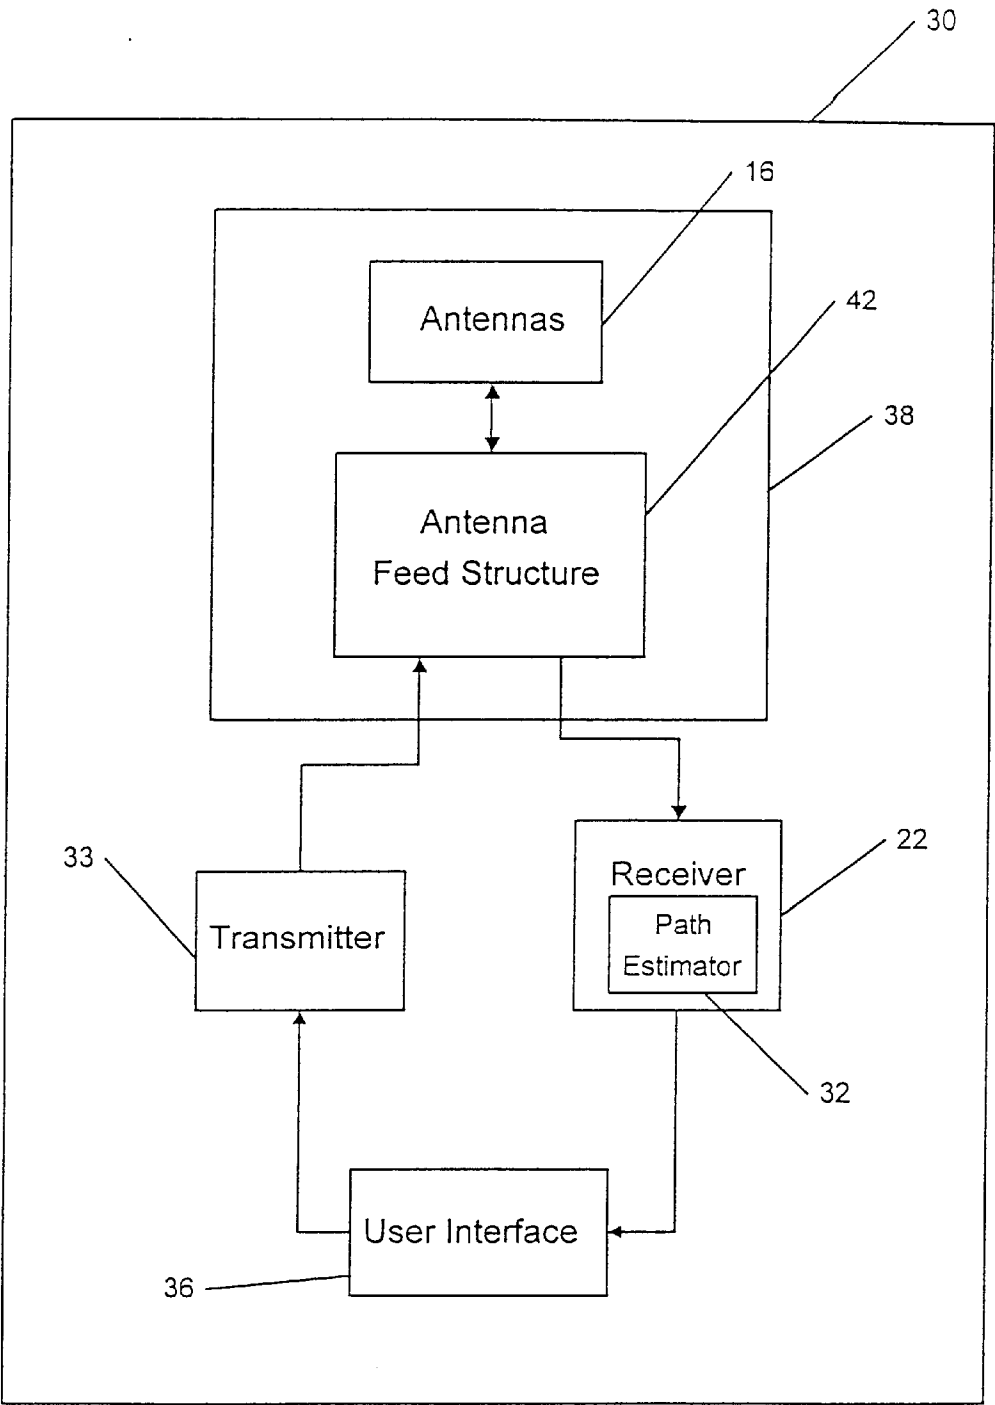 30
16
Antennas
42
38
Antenna
Feed Structure
33
22
Receiver
Transmitter
Path
Estimator
32
User Interface
36